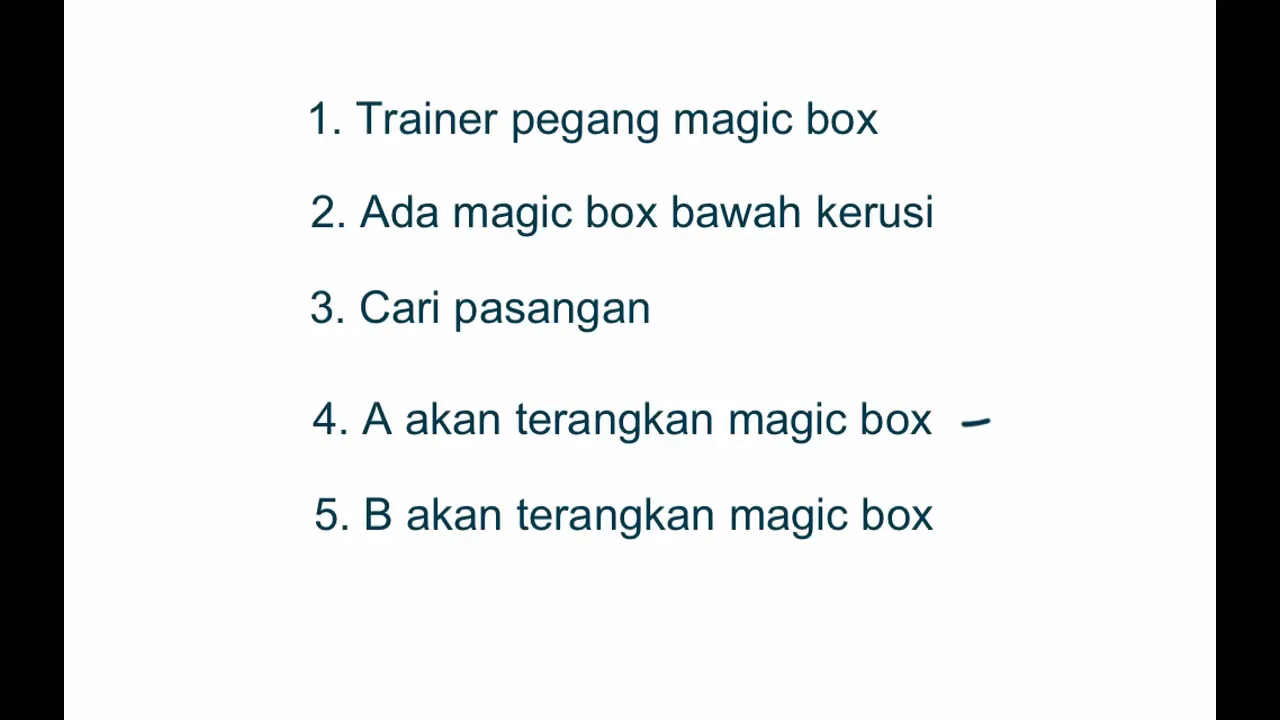 1. Trainer pegang magic box
2. Ada magic box bawah kerusi
3. Cari pasangan
4. A akan terangkan magic box -
5. B akan terangkan magic box